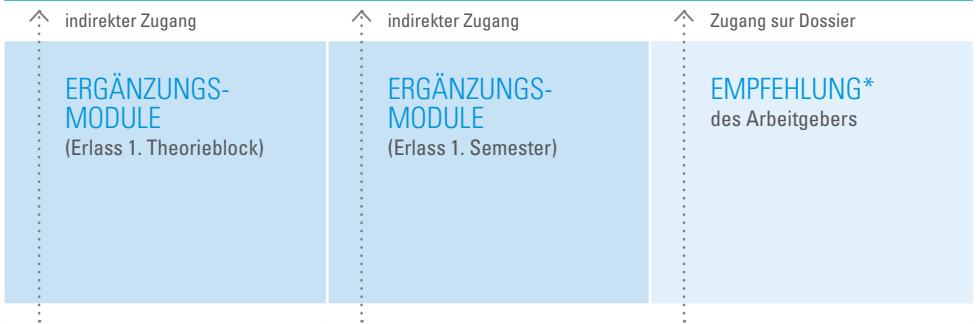 indirekter Zugang
ERGÄNZUNGS-
MODULE
(Erlass 1. Theorieblock)
indirekter Zugang
ERGÄNZUNGS-
MODULE
(Erlass 1. Semester)
Zugang sur Dossier
EMPFEHLUNG*
des Arbeitgebers